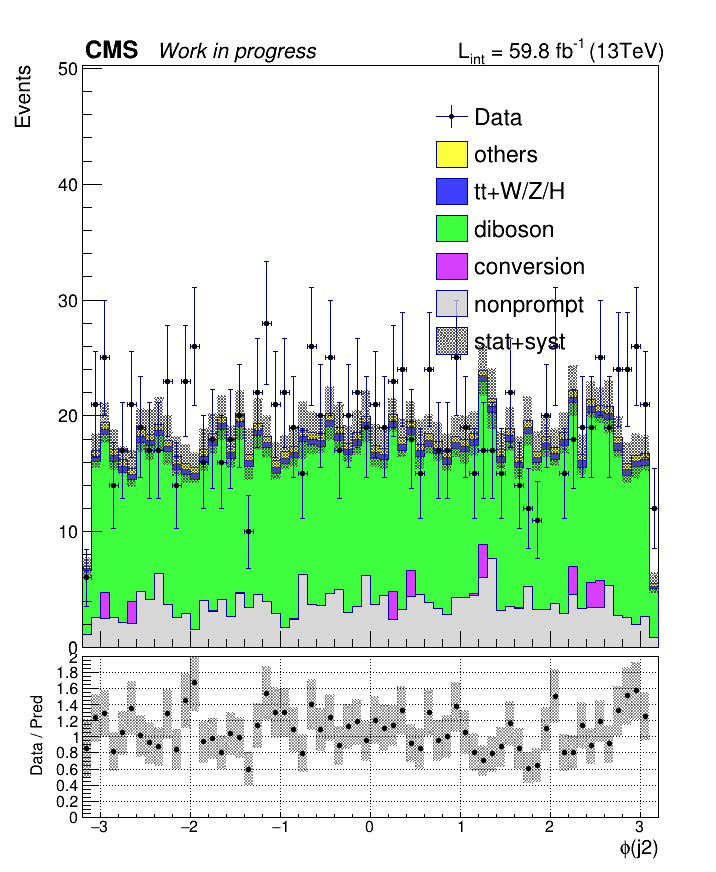 CMS Work in progress L_int = 59.8 fb^-1 (13TeV)
Events
50
40
30
20
10
0
Data
others
tt+W/Z/H
diboson
conversion
nonprompt
stat+syst
Data / Pred
2
1.8
1.6
1.4
1.2
1
0.8
0.6
0.4
0.2
0
−3 −2 −1 0 1 2 3
ϕ(j2)